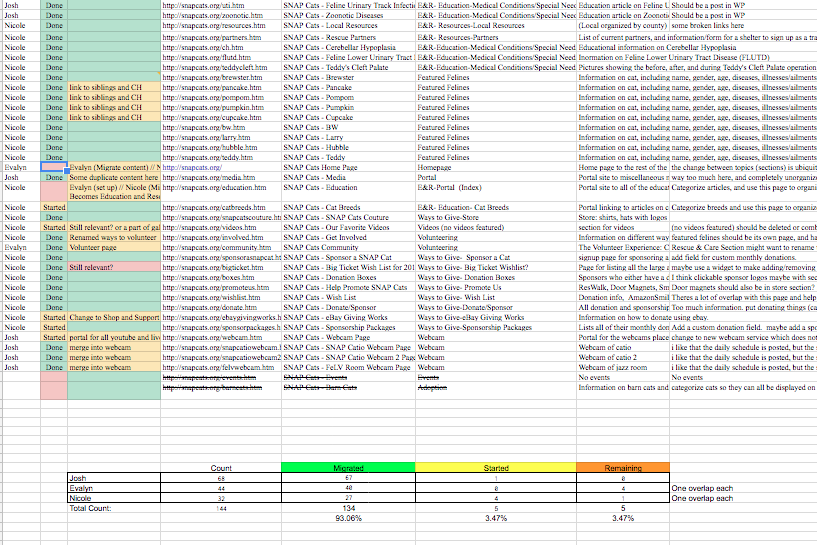 Josh Done http://snapcats.org/uti.htm SNAP Cats - Feline Urinary Tract Infecti E&R- Education-Medical Conditions/Special Need Education article on Feline U Should be a post in WP
Josh Done http://snapcats.org/zoonotic.htm SNAP Cats - Zoonotic Diseases E&R- Education-Medical Conditions/Special Need Education article on Zoonoti Should be a post in WP
Nicole Done http://snapcats.org/resources.htm SNAP Cats - Local Resources E&R-Resources-Local Resources (Local organized by county) some broken links here
Nicole Done http://snapcats.org/partners.htm SNAP Cats - Rescue Partners E&R- Resources-Partners List of current partners, and information/form for a shelter to sign up as a tra
Nicole Done http://snapcats.org/ch.htm SNAP Cats - Cerebellar Hypoplasia E&R- Education-Medical Conditions/Special Need Educational information on Cerebellar Hypoplasia
Nicole Done http://snapcats.org/flutd.htm SNAP Cats - Feline Lower Urinary Tract E&R- Education-Medical Conditions/Special Need Inormation on Feline Lower Urinary Tract Disease (FLUTD)
Nicole Done http://snapcats.org/teddyscleft.htm SNAP Cats - Teddy's Cleft Palate E&R- Education-Medical Conditions/Special Need Pictures showing the before, after, and during Teddy's Cleft Palate operation
Nicole Done http://snapcats.org/brewster.htm SNAP Cats - Brewster Featured Felines Information on cat, including name, gender, age, diseases, illnesses/ailments
Nicole Done link to siblings and CH http://snapcats.org/pancake.htm SNAP Cats - Pancake Featured Felines Information on cat, including name, gender, age, diseases, illnesses/ailments
Nicole Done link to siblings and CH http://snapcats.org/pompom.htm SNAP Cats - Pompom Featured Felines Information on cat, including name, gender, age, diseases, illnesses/ailments
Nicole Done link to siblings and CH http://snapcats.org/pumpkin.htm SNAP Cats - Pumpkin Featured Felines Information on cat, including name, gender, age, diseases, illnesses/ailments
Nicole Done link to siblings and CH http://snapcats.org/cupcake.htm SNAP Cats - Cupcake Featured Felines Information on cat, including name, gender, age, diseases, illnesses/ailments
Nicole Done http://snapcats.org/bw.htm SNAP Cats - BW Featured Felines Information on cat, including name, gender, age, diseases, illnesses/ailments
Nicole Done http://snapcats.org/larry.htm SNAP Cats - Larry Featured Felines Information on cat, including name, gender, age, diseases, illnesses/ailments
Nicole Done http://snapcats.org/hubble.htm SNAP Cats - Hubble Featured Felines Information on cat, including name, gender, age, diseases, illnesses/ailments
Nicole Done http://snapcats.org/teddy.htm SNAP Cats - Teddy Featured Felines Information on cat, including name, gender, age, diseases, illnesses/ailments
Evalyn Evalyn (Migrate content) // N http://snapcats.org/ SNAP Cats Home Page Homepage Home page to the rest of the the change between topics (sections) is ubiquit
Josh Done Some duplicate content here http://snapcats.org/media.htm SNAP Cats - Media Portal Portal site to miscellaneous n way too much here, and completely unorganiz
Nicole Evalyn (set up) // Nicole (Mi http://snapcats.org/education.htm SNAP Cats - Education E&R-Portal (Index) Portal site to all of the educat Categorize articles, and use this page to organi
Becomes Education and Reso
Nicole Started http://snapcats.org/catbreeds.htm SNAP Cats - Cat Breeds E&R- Education- Cat Breeds Portal linking to articles on c Categorize breeds and use this page to organize
Nicole Done http://snapcatscouture.ht SNAP Cats - SNAP Cats Couture Ways to Give-Store Store: shirts, hats with logos
Nicole Started Still relevant? or a part of gal http://snapcats.org/videos.htm SNAP Cats - Our Favorite Videos Videos (no videos featured) section for videos (no videos featured) should be deleted or comb
Nicole Done Renamed ways to volunteer http://snapcats.org/involved.htm SNAP Cats - Get Involved Volunteering Information on different way featured felines should be its own page, and ha
Evalyn Done Volunteer page http://snapcats.org/community.htm SNAP Cats - Community Volunteering The Volunteer Experience: C Rescue & Care Section might want to rename
Nicole Done http://sponsorasnapcat.ht SNAP Cats - Sponsor a SNAP Cat Ways to Give- Sponsor a Cat signup page for sponsoring a add field for custom monthly donations.
Nicole Done Still relevant? http://snapcats.org/bigticket.htm SNAP Cats - Big Ticket Wish List for 201 Ways to Give- Big Ticket Wishlist? Page for listing all the large i maybe use a widget to make adding/removing
Nicole Done http://snapcats.org/boxes.htm SNAP Cats - Donation Boxes Ways to Give- Donation Boxes Sponsors who either have a d I think clickable sponsor logos maybe with sec
Nicole Done http://snapcats.org/promoteus.htm SNAP Cats - Help Promote SNAP Cats Ways to Give- Promote Us ResWalk, Door Magnets, Sm Door magnets should also be in store section?
Nicole Done http://snapcats.org/wishlist.htm SNAP Cats - Wish List Ways to Give- Wish List Donation info, AmazonSmil Theres a lot of overlap with this page and help
Nicole Done http://snapcats.org/donate.htm SNAP Cats - Donate/Sponsor Ways to Give-Donate/Sponsor All donation and sponsorship Too much information. put donating things (ca
Nicole Started Change to Shop and Support http://ebaygivingworks.h SNAP Cats - eBay Giving Works Ways to Give-eBay Giving Works Information on how to donate using ebay.
Nicole Started http://sponsorpackages.h SNAP Cats - Sponsorship Packages Ways to Give-Sponsorship Packages Lists all of their monthly don Add a custom donation field. maybe add a spo
Josh Started portal for all youtube and live http://snapcats.org/webcam.htm SNAP Cats - Webcam Page Webcam Portal for the webcams place change to new webcam service which does not
Josh Done merge into webcam http://snapcatiowebcam.h SNAP Cats - SNAP Catio Webcam Page Webcam Webcam of catio i like that the daily schedule is posted, but the s
Josh Done merge into webcam http://snapcatiowebcam2 SNAP Cats - SNAP Catio Webcam 2 Page Webcam Webcam of catio 2 i like that the daily schedule is posted, but the s
Josh Done merge into webcam http://snapcats.org/felvwebcam.htm SNAP Cats - FeLV Room Webcam Webcam Webcam of jazz room i like that the daily schedule is posted, but the s
http://snapcats.org/events.htm SNAP Cats - Events Events No events No events
http://snapcats.org/barncats.htm SNAP Cats - Barn Cats Adoption Information on barn cats and categorize cats so they can all be displayed on
Count Migrated Started Remaining
Josh 68 67 1 0
Evalyn 44 40 0 4 One overlap each
Nicole 32 27 4 1 One overlap each
Total Count: 144 134 5 5
93.06% 3.47% 3.47%